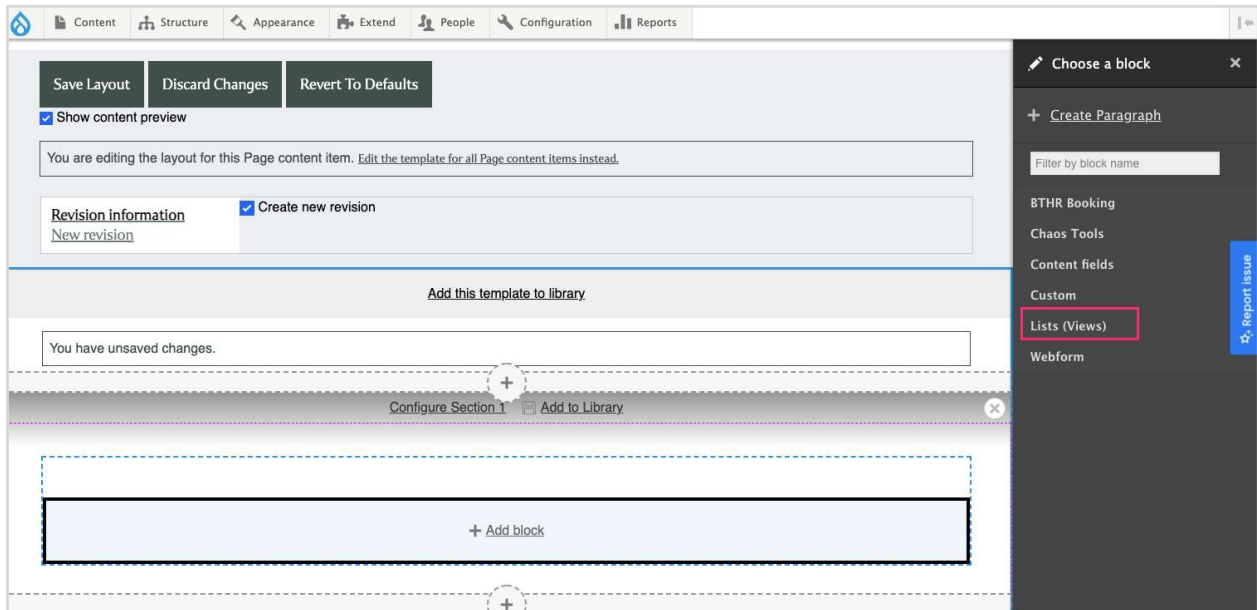 Content Structure Appearance Extend People Configuration Reports
Save Layout Discard Changes Revert To Defaults
Show content preview
You are editing the layout for this Page content item. Edit the template for all Page content items instead.
Revision information
New revision
Create new revision
Add this template to library
You have unsaved changes.
Configure Section 1 Add to Library
+ Add block
Choose a block
+ Create Paragraph
Filter by block name
BTHR Booking
Chaos Tools
Content fields
Custom
Lists (Views)
Webform
Report issue